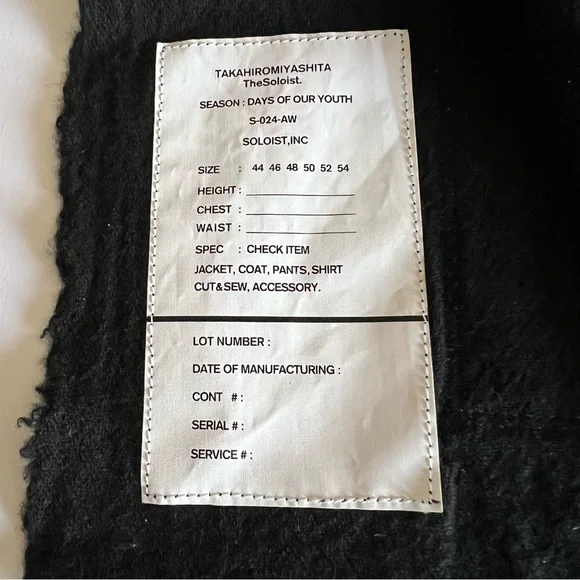 TAKAHIROMIYASHITA
TheSoloist.
SEASON : DAYS OF OUR YOUTH
S-024-AW
SOLOIST,INC
SIZE : 44 46 48 50 52 54
HEIGHT :
CHEST :
WAIST :
SPEC : CHECK ITEM
JACKET, COAT, PANTS, SHIRT
CUT&SEW, ACCESSORY.
LOT NUMBER :
DATE OF MANUFACTURING :
CONT # :
SERIAL # :
SERVICE # :